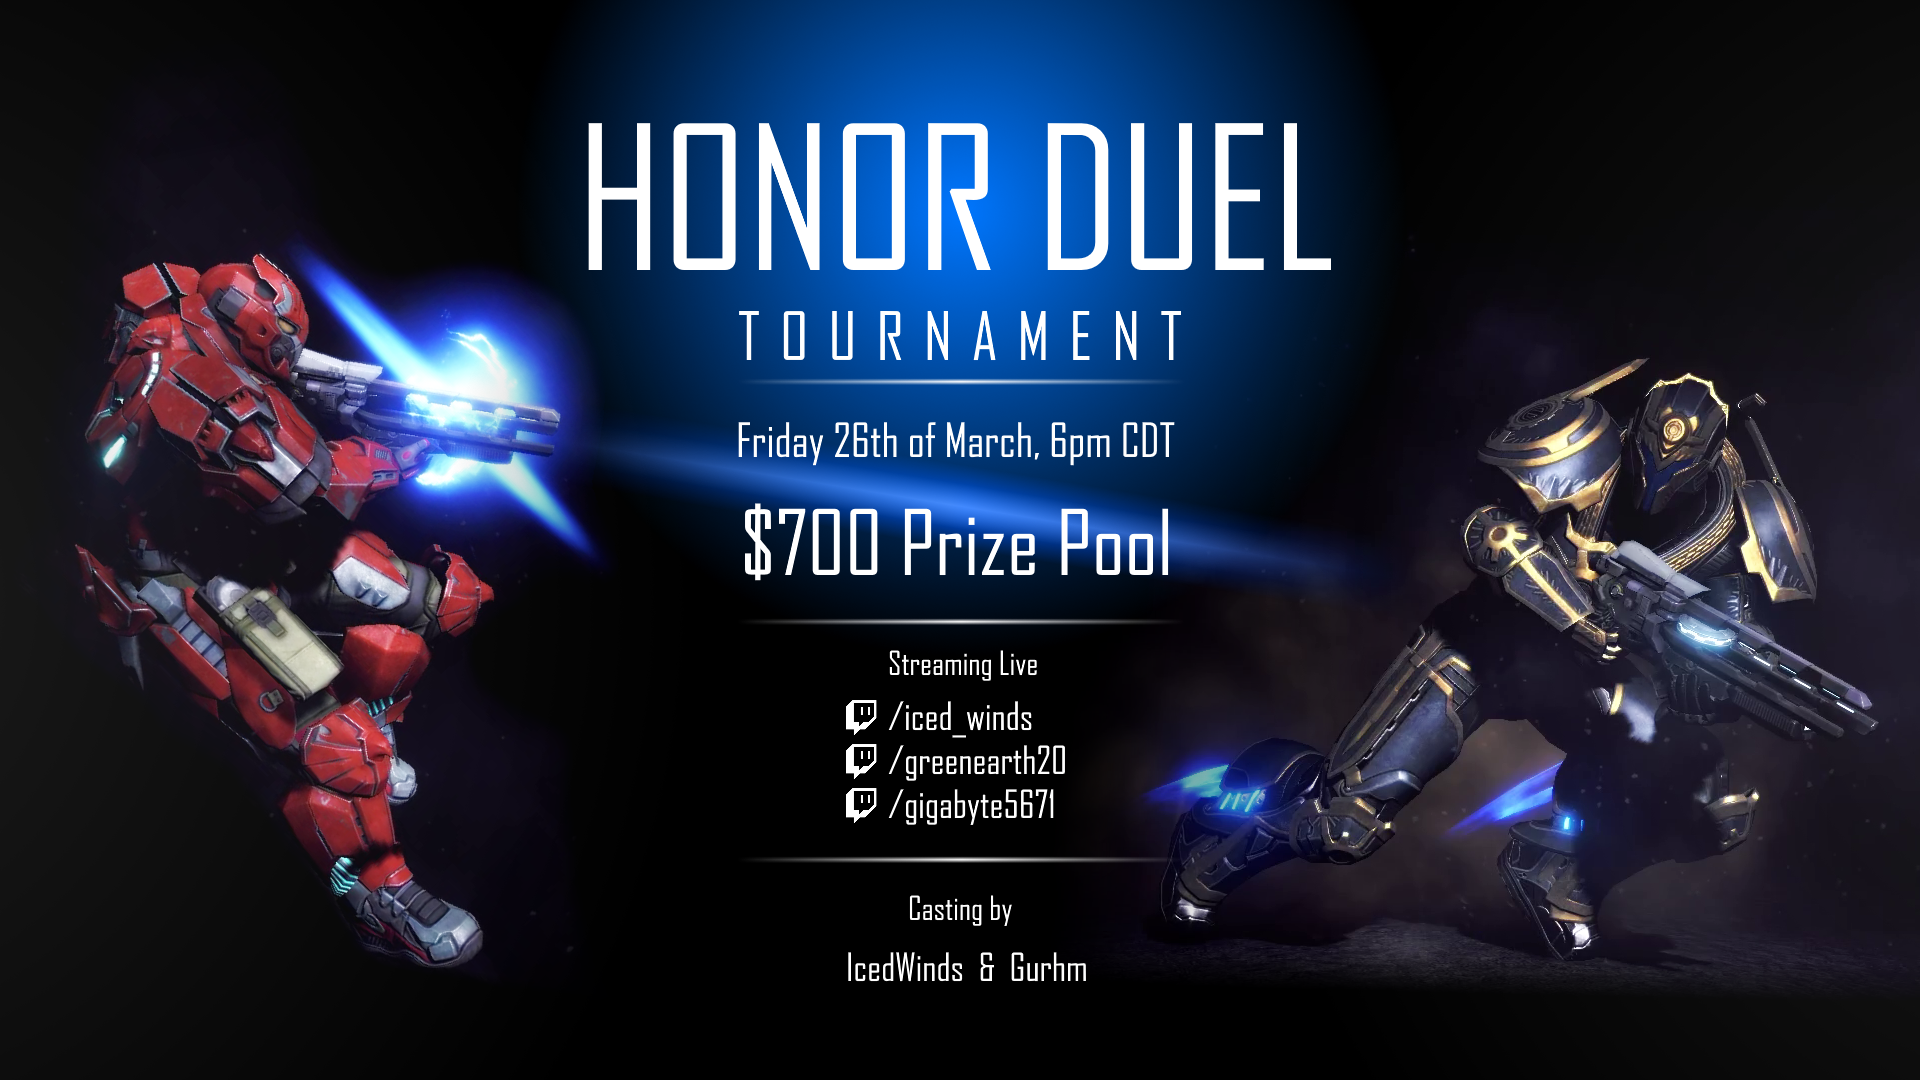 HONOR DUEL
TOURNAMENT
Friday 26th of March, 6pm CDT
$700 Prize Pool
Streaming Live
/iced_winds
/greenearth20
/gigabyte5671
Casting by
IcedWinds & Gurhm